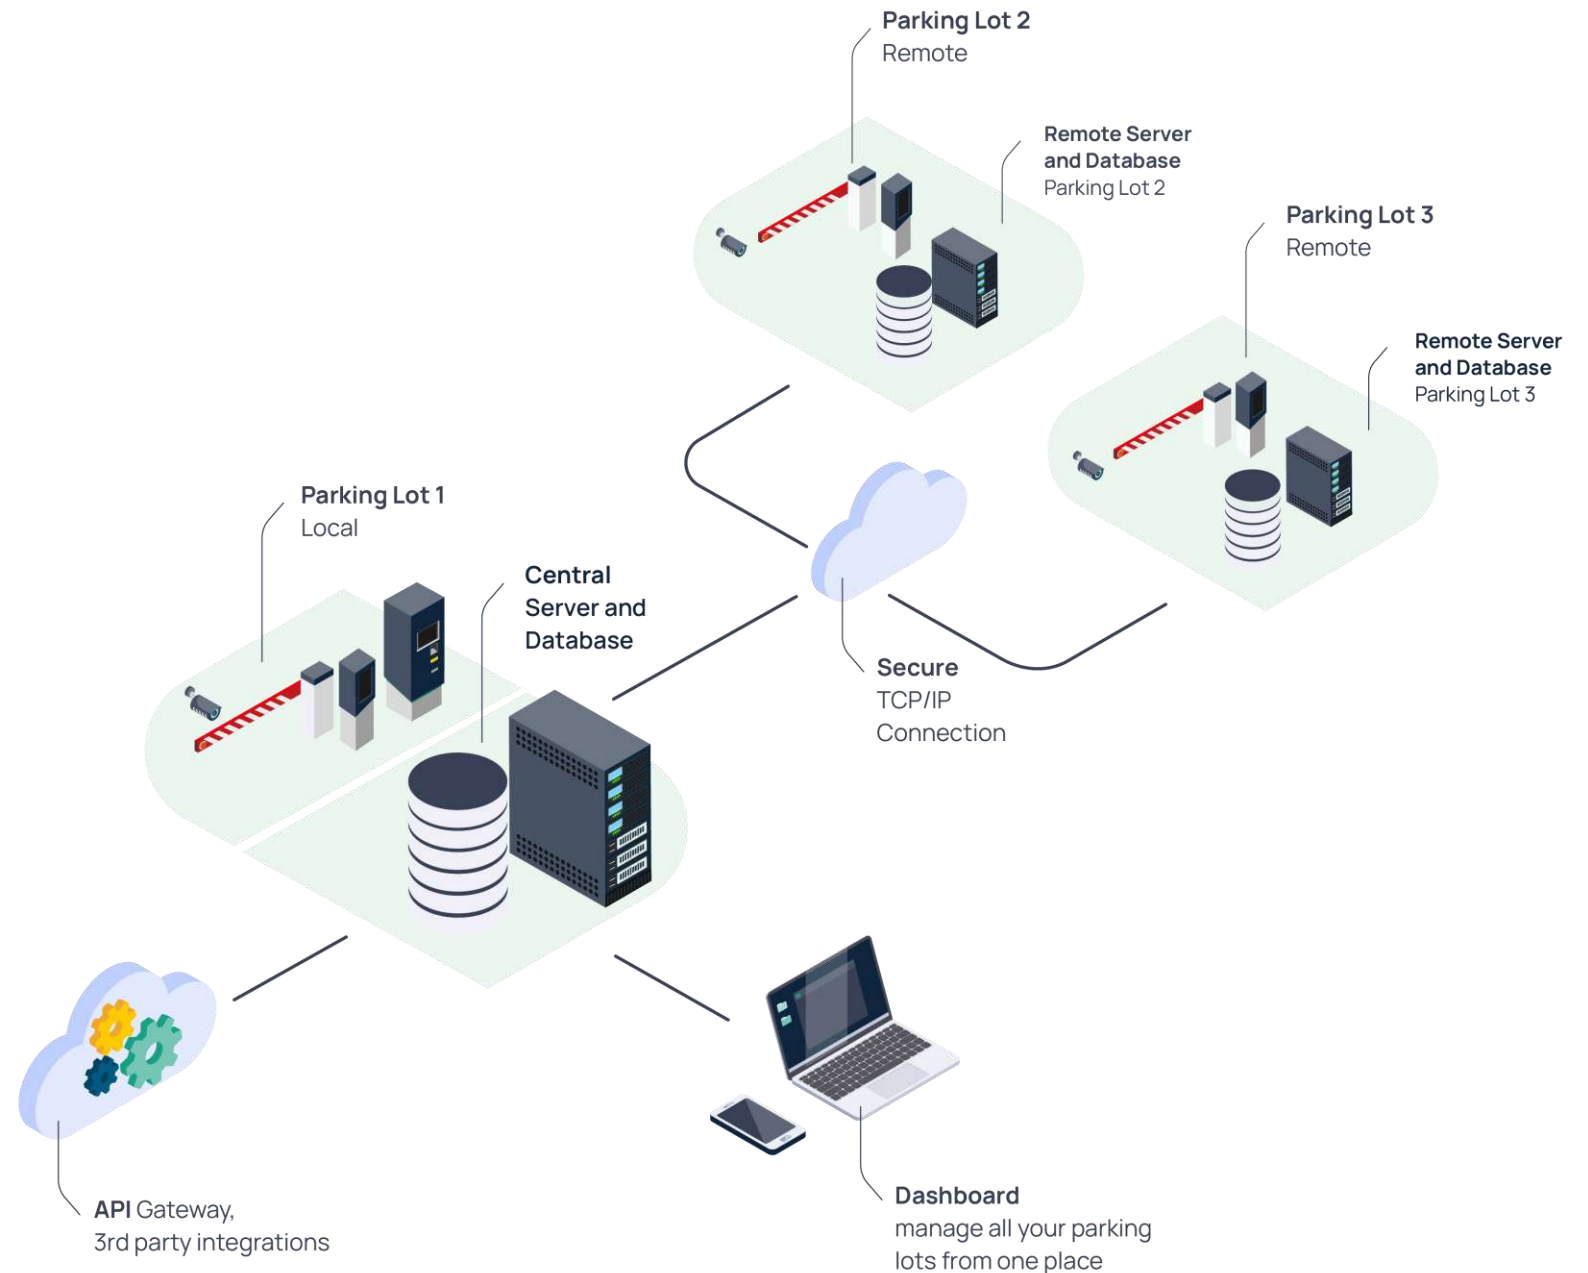 Parking Lot 2
Remote
Remote Server
and Database
Parking Lot 2
Parking Lot 3
Remote
Remote Server
and Database
Parking Lot 3
Parking Lot 1
Local
Central
Server and
Database
Secure
TCP/IP
Connection
API Gateway,
3rd party integrations
Dashboard
manage all your parking
lots from one place